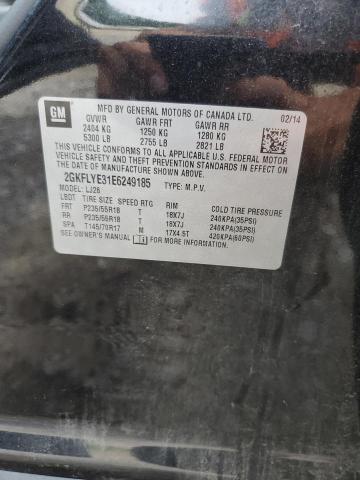 GM
MFD BY GENERAL MOTORS OF CANADA LTD. 02/14
GVWR GAWR FRT GAWR RR
2404 KG 1250 KG 1280 KG
5300 LB 2755 LB 2821 LB
THIS VEHICLE CONFORMS TO ALL APPLICABLE U.S. FEDERAL
MOTOR VEHICLE SAFETY, BUMPER, AND THEFT PREVENTION
STANDARDS IN EFFECT ON THE DATE OF
MANUFACTURE SHOWN ABOVE.
2GKFLYE31E6249185 TYPE: M.P.V.
MODEL: LJ26
LBDT TIRE SIZE SPEED RTG RIM COLD TIRE PRESSURE
FRT P235/55R18 T 18X7J 240KPA(35PSI)
RR P235/55R18 T 18X7J 240KPA(35PSI)
SPA T145/70R17 M 17X4.5T 420KPA(60PSI)
SEE OWNER'S MANUAL i FOR MORE INFORMATION.